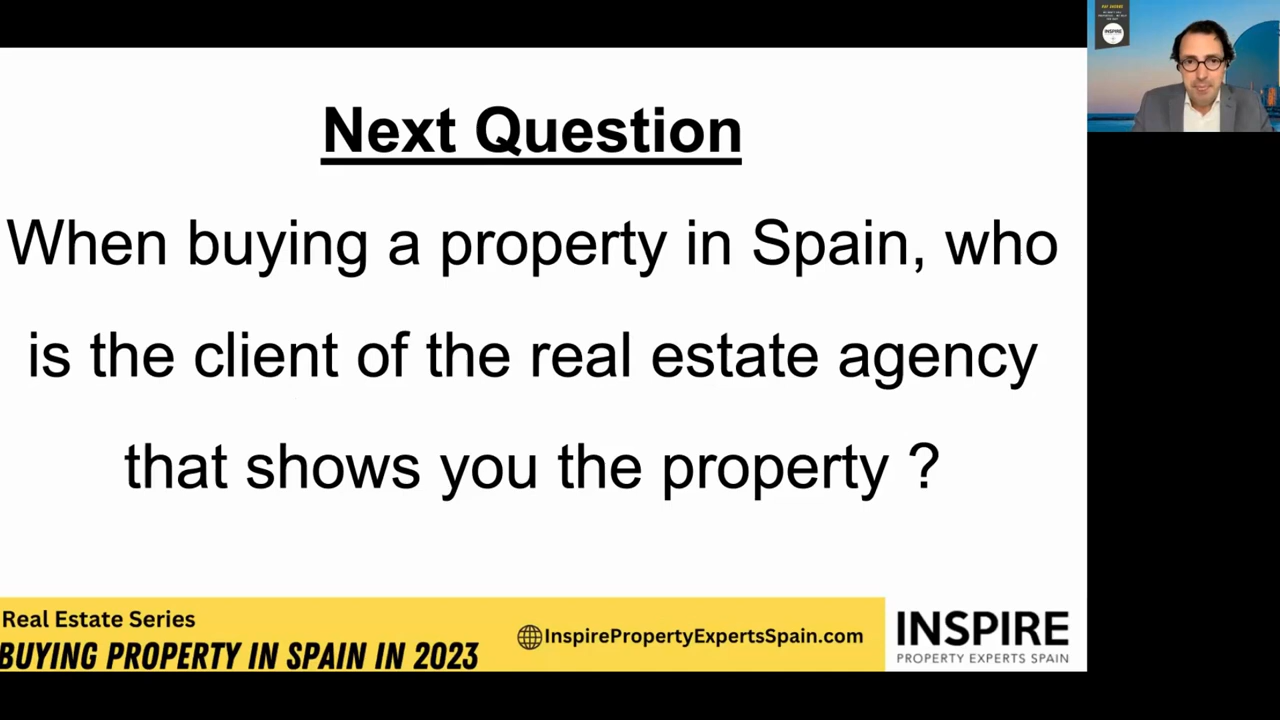 Next Question
When buying a property in Spain, who
is the client of the real estate agency
that shows you the property ?
Real Estate Series
BUYING PROPERTY IN SPAIN IN 2023
InspirePropertyExpertsSpain.com
INSPIRE
PROPERTY EXPERTS SPAIN
INSPIRE